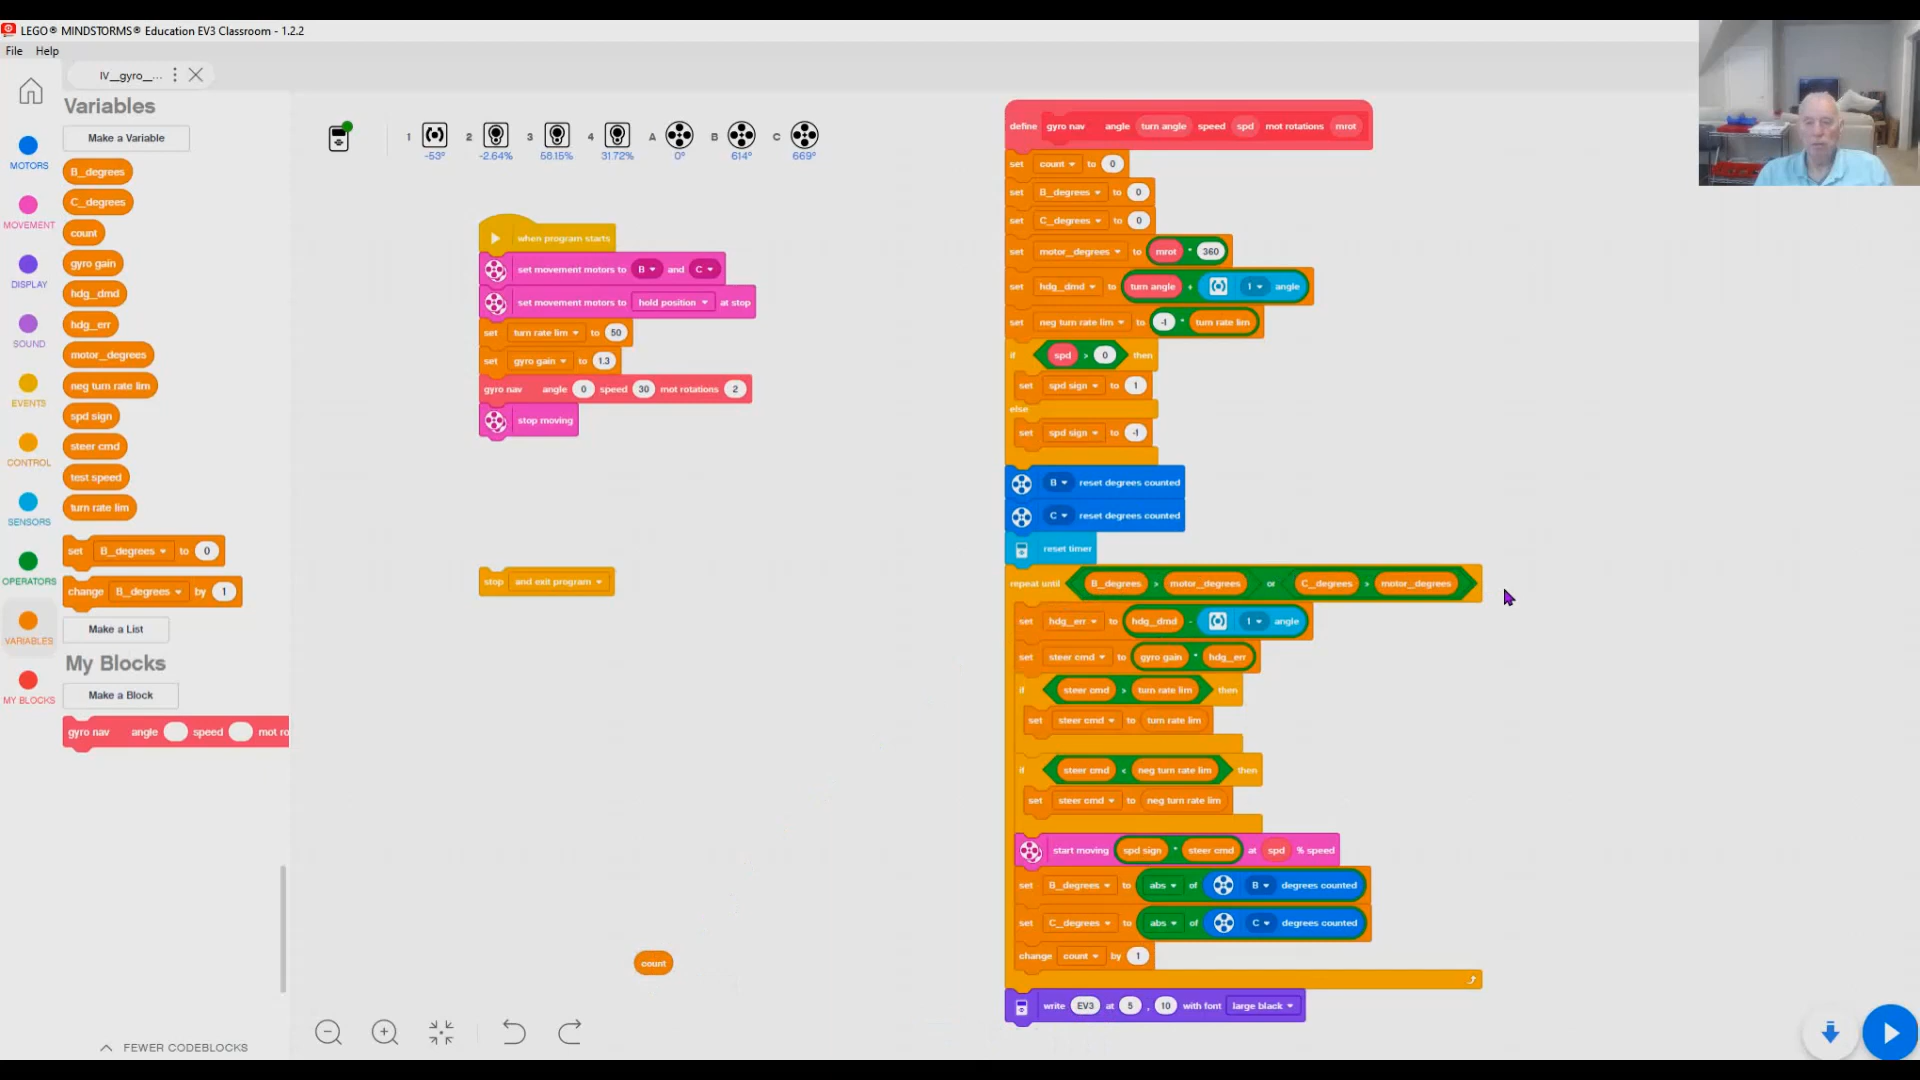 LEGO® MINDSTORMS® Education EV3 Classroom - 1.2.2
File Help
IV__gyro__...
Variables
Make a Variable
B_degrees
C_degrees
count
gyro gain
hdg_dmd
hdg_err
motor_degrees
neg turn rate lim
spd sign
steer cmd
test speed
turn rate lim
set B_degrees to 0
change B_degrees by 1
Make a List
My Blocks
Make a Block
gyro nav angle speed mot ro
FEWER CODEBLOCKS
MOTORS
MOVEMENT
DISPLAY
SOUND
EVENTS
CONTROL
SENSORS
OPERATORS
VARIABLES
MY BLOCKS
1 2 3 4 A B C
-53° -2.64% 58.15% 31.72% 0° 614° 669°
when program starts
set movement motors to B and C
set movement motors to hold position at stop
set turn rate lim to 50
set gyro gain to 1.3
gyro nav angle 0 speed 30 mot rotations 2
stop moving
stop and exit program
count
define gyro nav angle turn angle speed spd mot rotations mrot
set count to 0
set B_degrees to 0
set C_degrees to 0
set motor_degrees to mrot * 360
set hdg_dmd to turn angle + 1 angle
set neg turn rate lim to -1 * turn rate lim
if spd > 0 then
set spd sign to 1
else
set spd sign to -1
B reset degrees counted
C reset degrees counted
reset timer
repeat until B_degrees > motor_degrees or C_degrees > motor_degrees
set hdg_err to hdg_dmd - 1 angle
set steer cmd to gyro gain * hdg_err
if steer cmd > turn rate lim then
set steer cmd to turn rate lim
if steer cmd < neg turn rate lim then
set steer cmd to neg turn rate lim
start moving spd sign * steer cmd at spd % speed
set B_degrees to abs of B degrees counted
set C_degrees to abs of C degrees counted
change count by 1
write EV3 at 5 , 10 with font large black